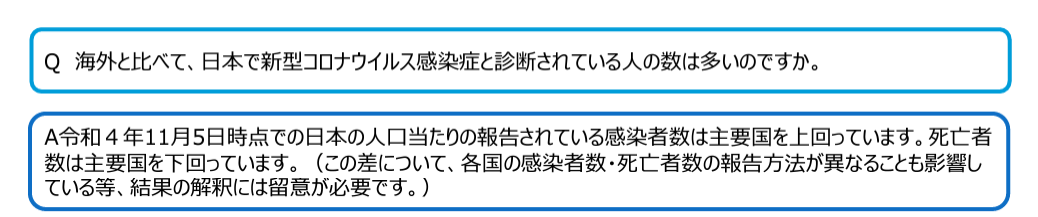 Q 海外と比べて、日本で新型コロナウイルス感染症と診断されている人の数は多いのですか。
A令和４年11月5日時点での日本の人口当たりの報告されている感染者数は主要国を上回っています。死亡者
数は主要国を下回っています。（この差について、各国の感染者数・死亡者数の報告方法が異なることも影響し
ている等、結果の解釈には留意が必要です。）